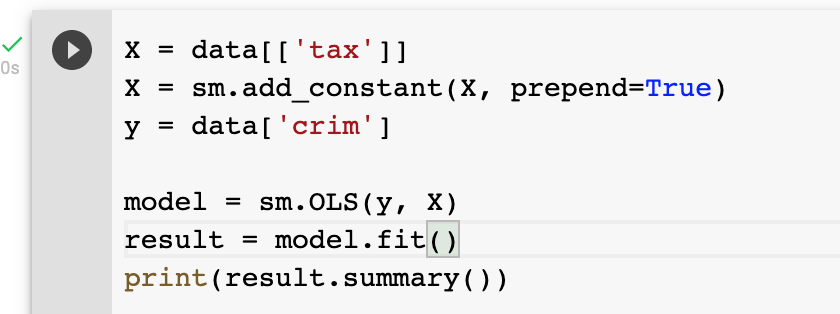 0s
X = data[['tax']]
X = sm.add_constant(X, prepend=True)
y = data['crim']
model = sm.OLS(y, X)
result = model.fit()
print(result.summary())